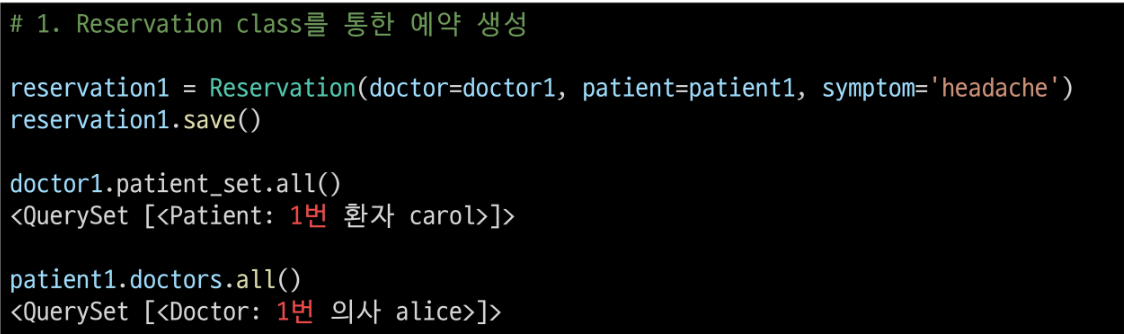 # 1. Reservation class를 통한 예약 생성
reservation1 = Reservation(doctor=doctor1, patient=patient1, symptom='headache')
reservation1.save()
doctor1.patient_set.all()
<QuerySet [<Patient: 1번 환자 carol>]>
patient1.doctors.all()
<QuerySet [<Doctor: 1번 의사 alice>]>